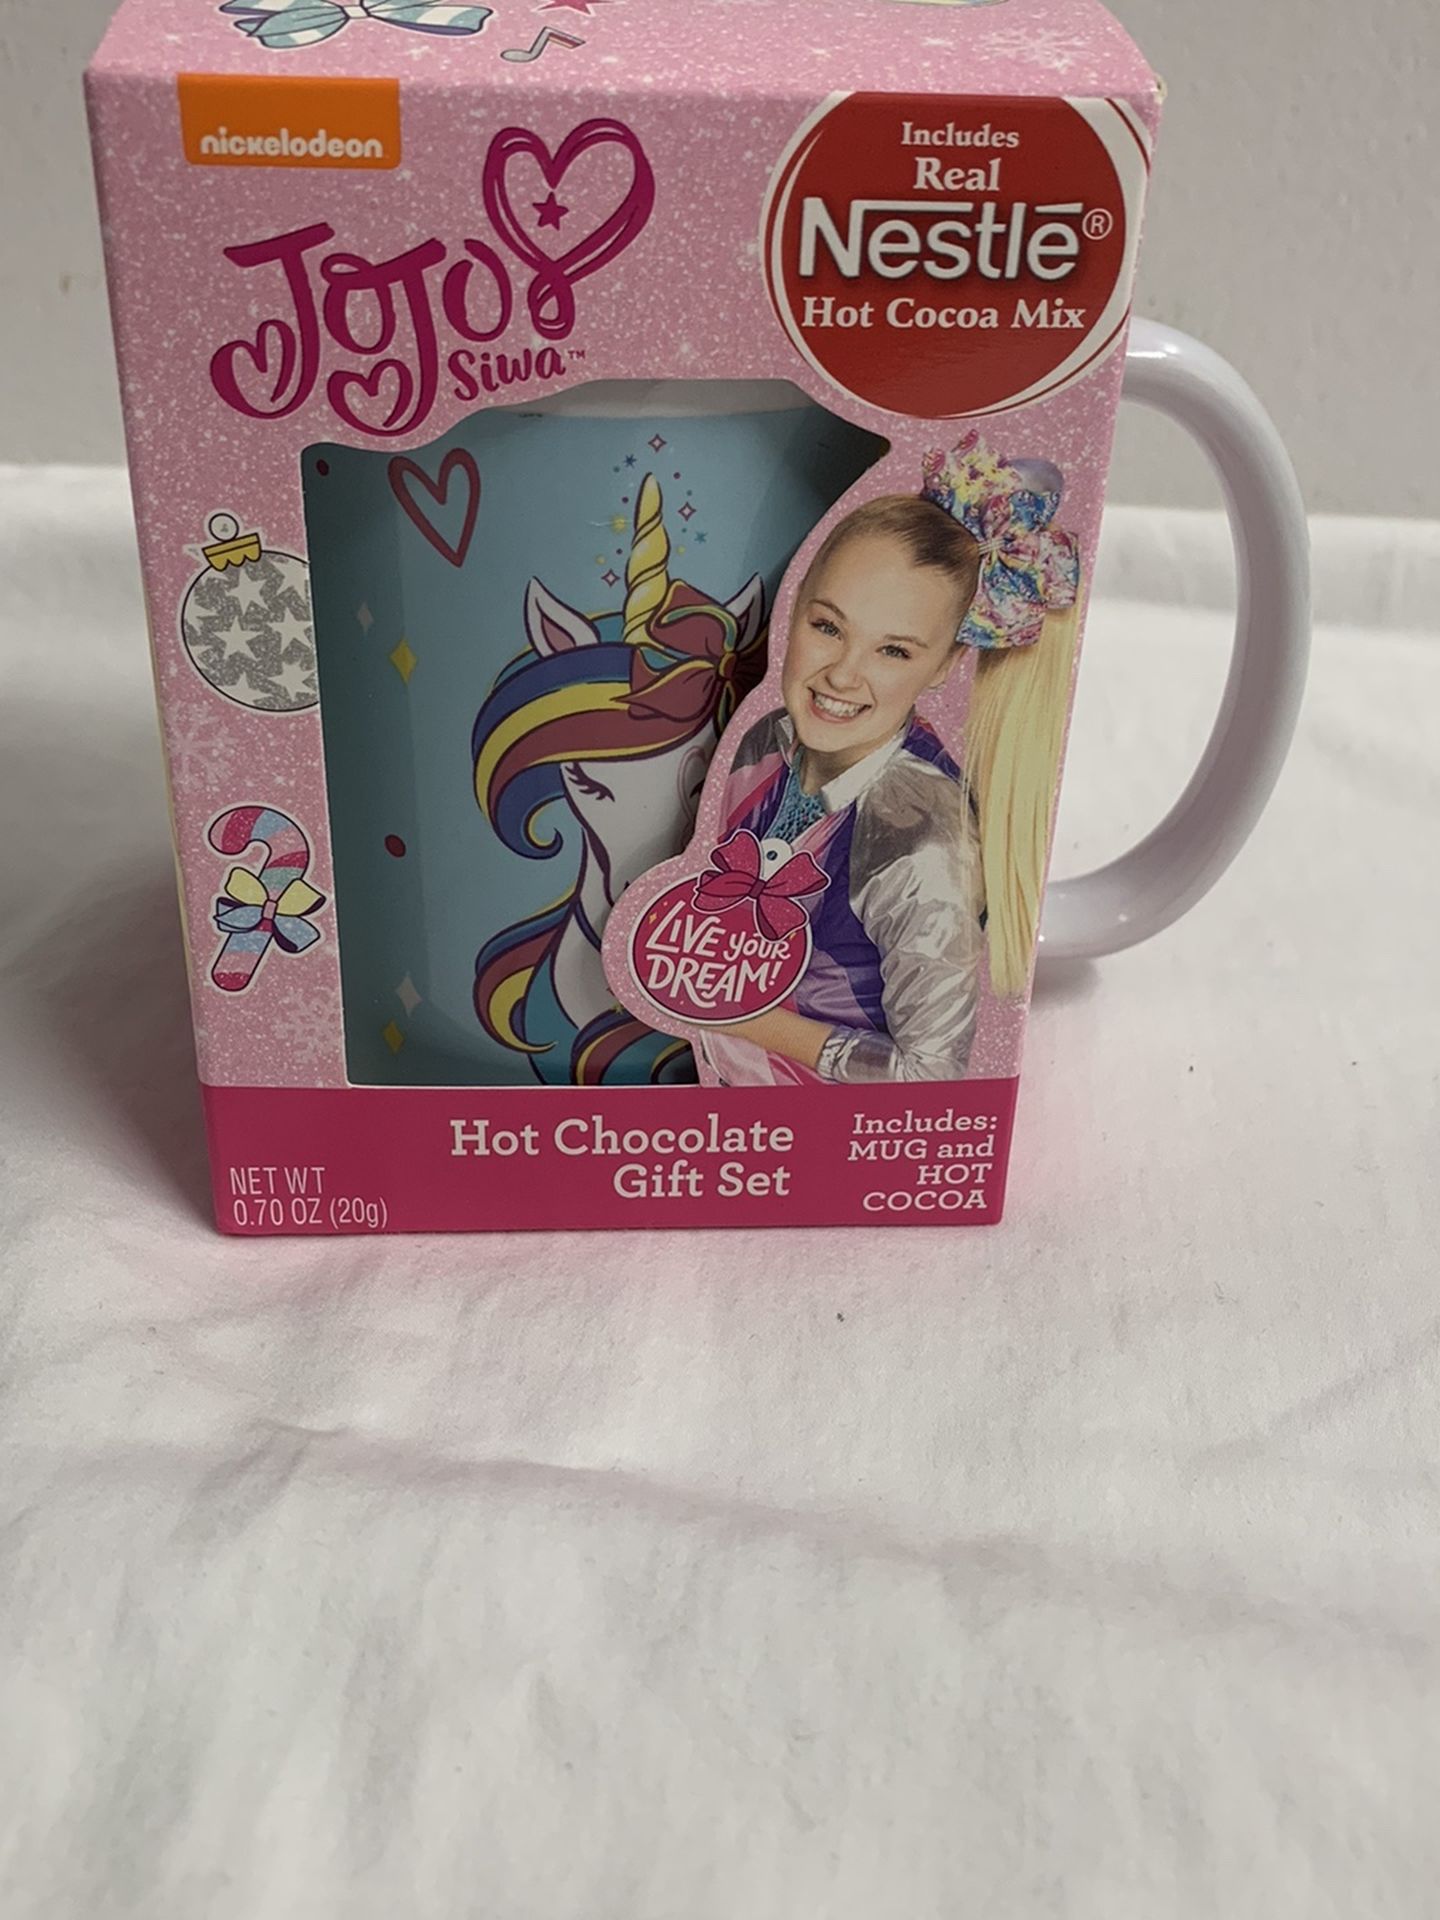 nickelodeon
JoJo
Siwa™
Includes
Real
Nestlē®
Hot Cocoa Mix
LIVE YOUR
DREAM!
Hot Chocolate
Gift Set
Includes:
MUG and
HOT
COCOA
NET WT
0.70 OZ (20g)